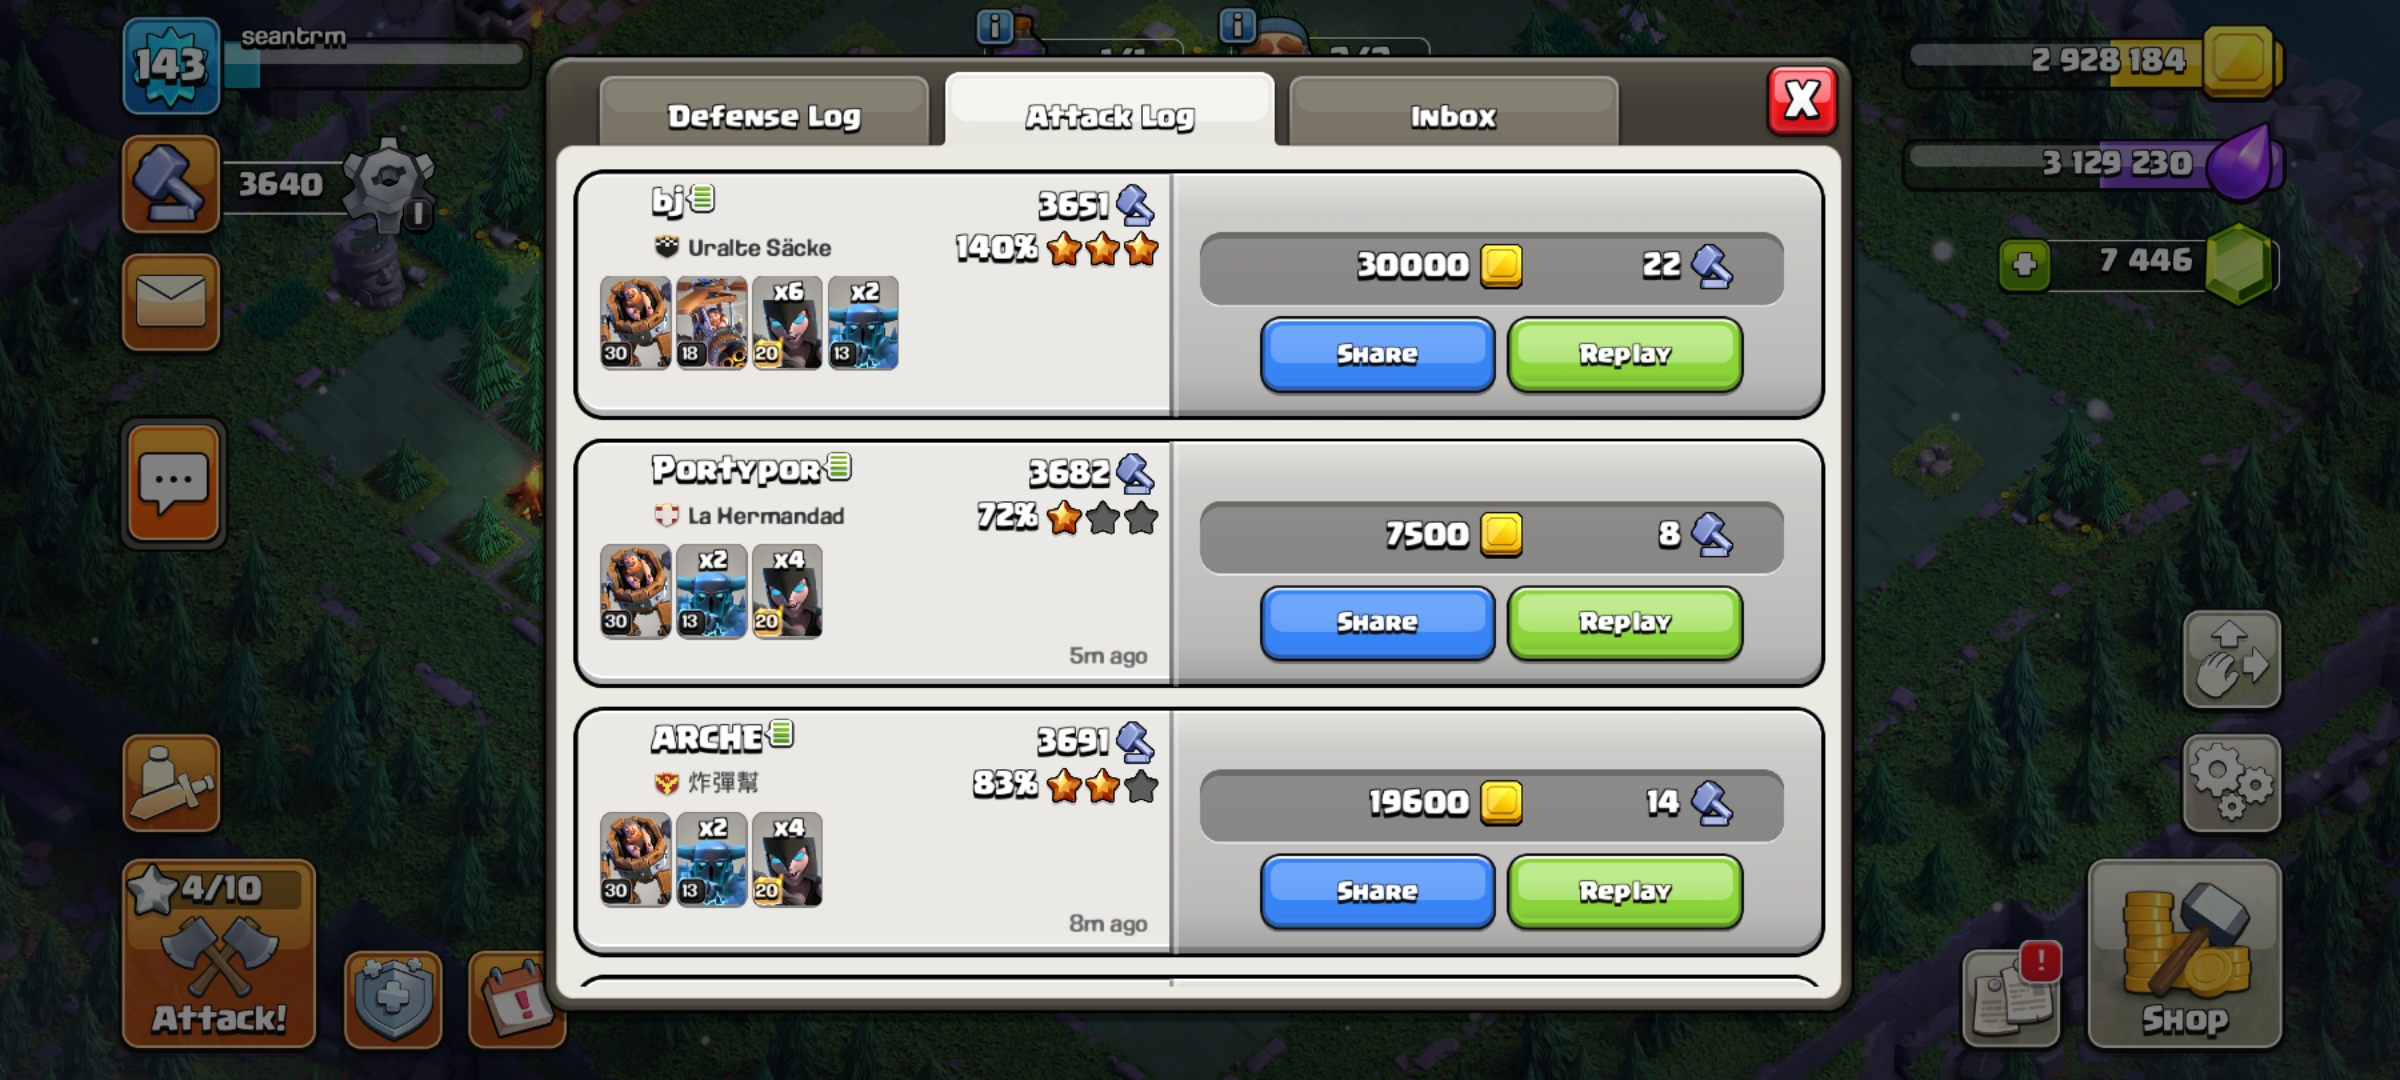 143
seantrm
3640
2 928 184
3 129 230
7 446
Defense Log
Attack Log
Inbox
X
bj
3651
Uralte Säcke
140%
30
18
x6
20
x2
13
30000
22
Share
Replay
Portypor
3682
La Hermandad
72%
30
x2
13
x4
20
5m ago
7500
8
Share
Replay
ARCHE
3691
炸彈幫
83%
30
x2
13
x4
20
8m ago
19600
14
Share
Replay
4/10
Attack!
Shop